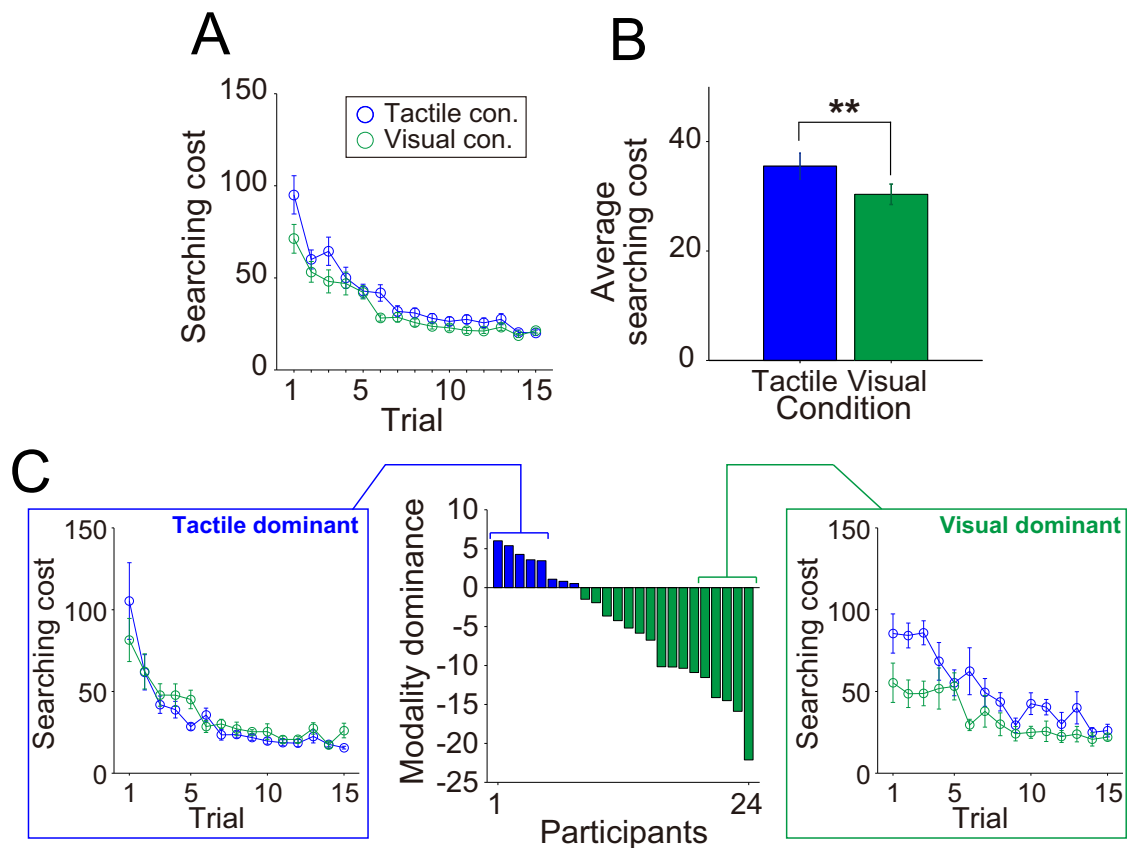 A
150
100
50
0
Searching cost
Tactile con.
Visual con.
1
5
10
15
Trial
B
**
40
20
0
Average
searching cost
Tactile Visual
Condition
C
Tactile dominant
150
100
50
0
Searching cost
1
5
10
15
Trial
10
5
0
-5
-10
-15
-20
-25
Modality dominance
1
24
Participants
Visual dominant
150
100
50
0
Searching cost
1
5
10
15
Trial